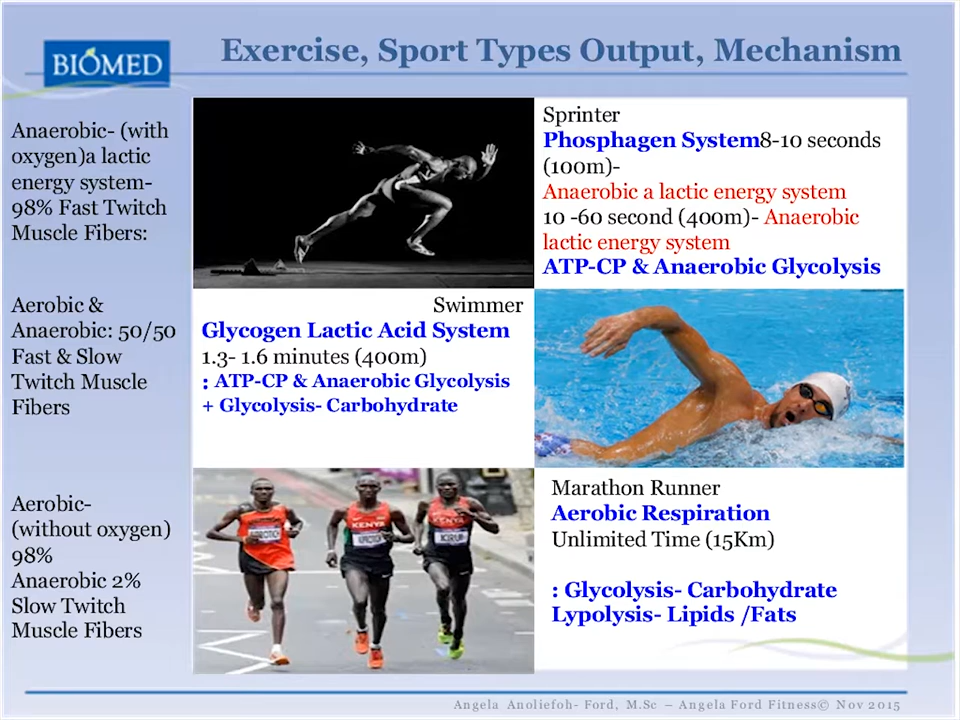 BIOMED
Exercise, Sport Types Output, Mechanism
Anaerobic- (with
oxygen)a lactic
energy system-
98% Fast Twitch
Muscle Fibers:
Sprinter
Phosphagen System8-10 seconds
(100m)-
Anaerobic a lactic energy system
10 -60 second (400m)- Anaerobic
lactic energy system
ATP-CP & Anaerobic Glycolysis
Aerobic &
Anaerobic: 50/50
Fast & Slow
Twitch Muscle
Fibers
Swimmer
Glycogen Lactic Acid System
1.3- 1.6 minutes (400m)
: ATP-CP & Anaerobic Glycolysis
+ Glycolysis- Carbohydrate
Aerobic-
(without oxygen)
98%
Anaerobic 2%
Slow Twitch
Muscle Fibers
KENYA
KENYA
Marathon Runner
Aerobic Respiration
Unlimited Time (15Km)
: Glycolysis- Carbohydrate
Lypolysis- Lipids /Fats
Angela Anoliefoh- Ford, M.Sc – Angela Ford Fitness© Nov 2015